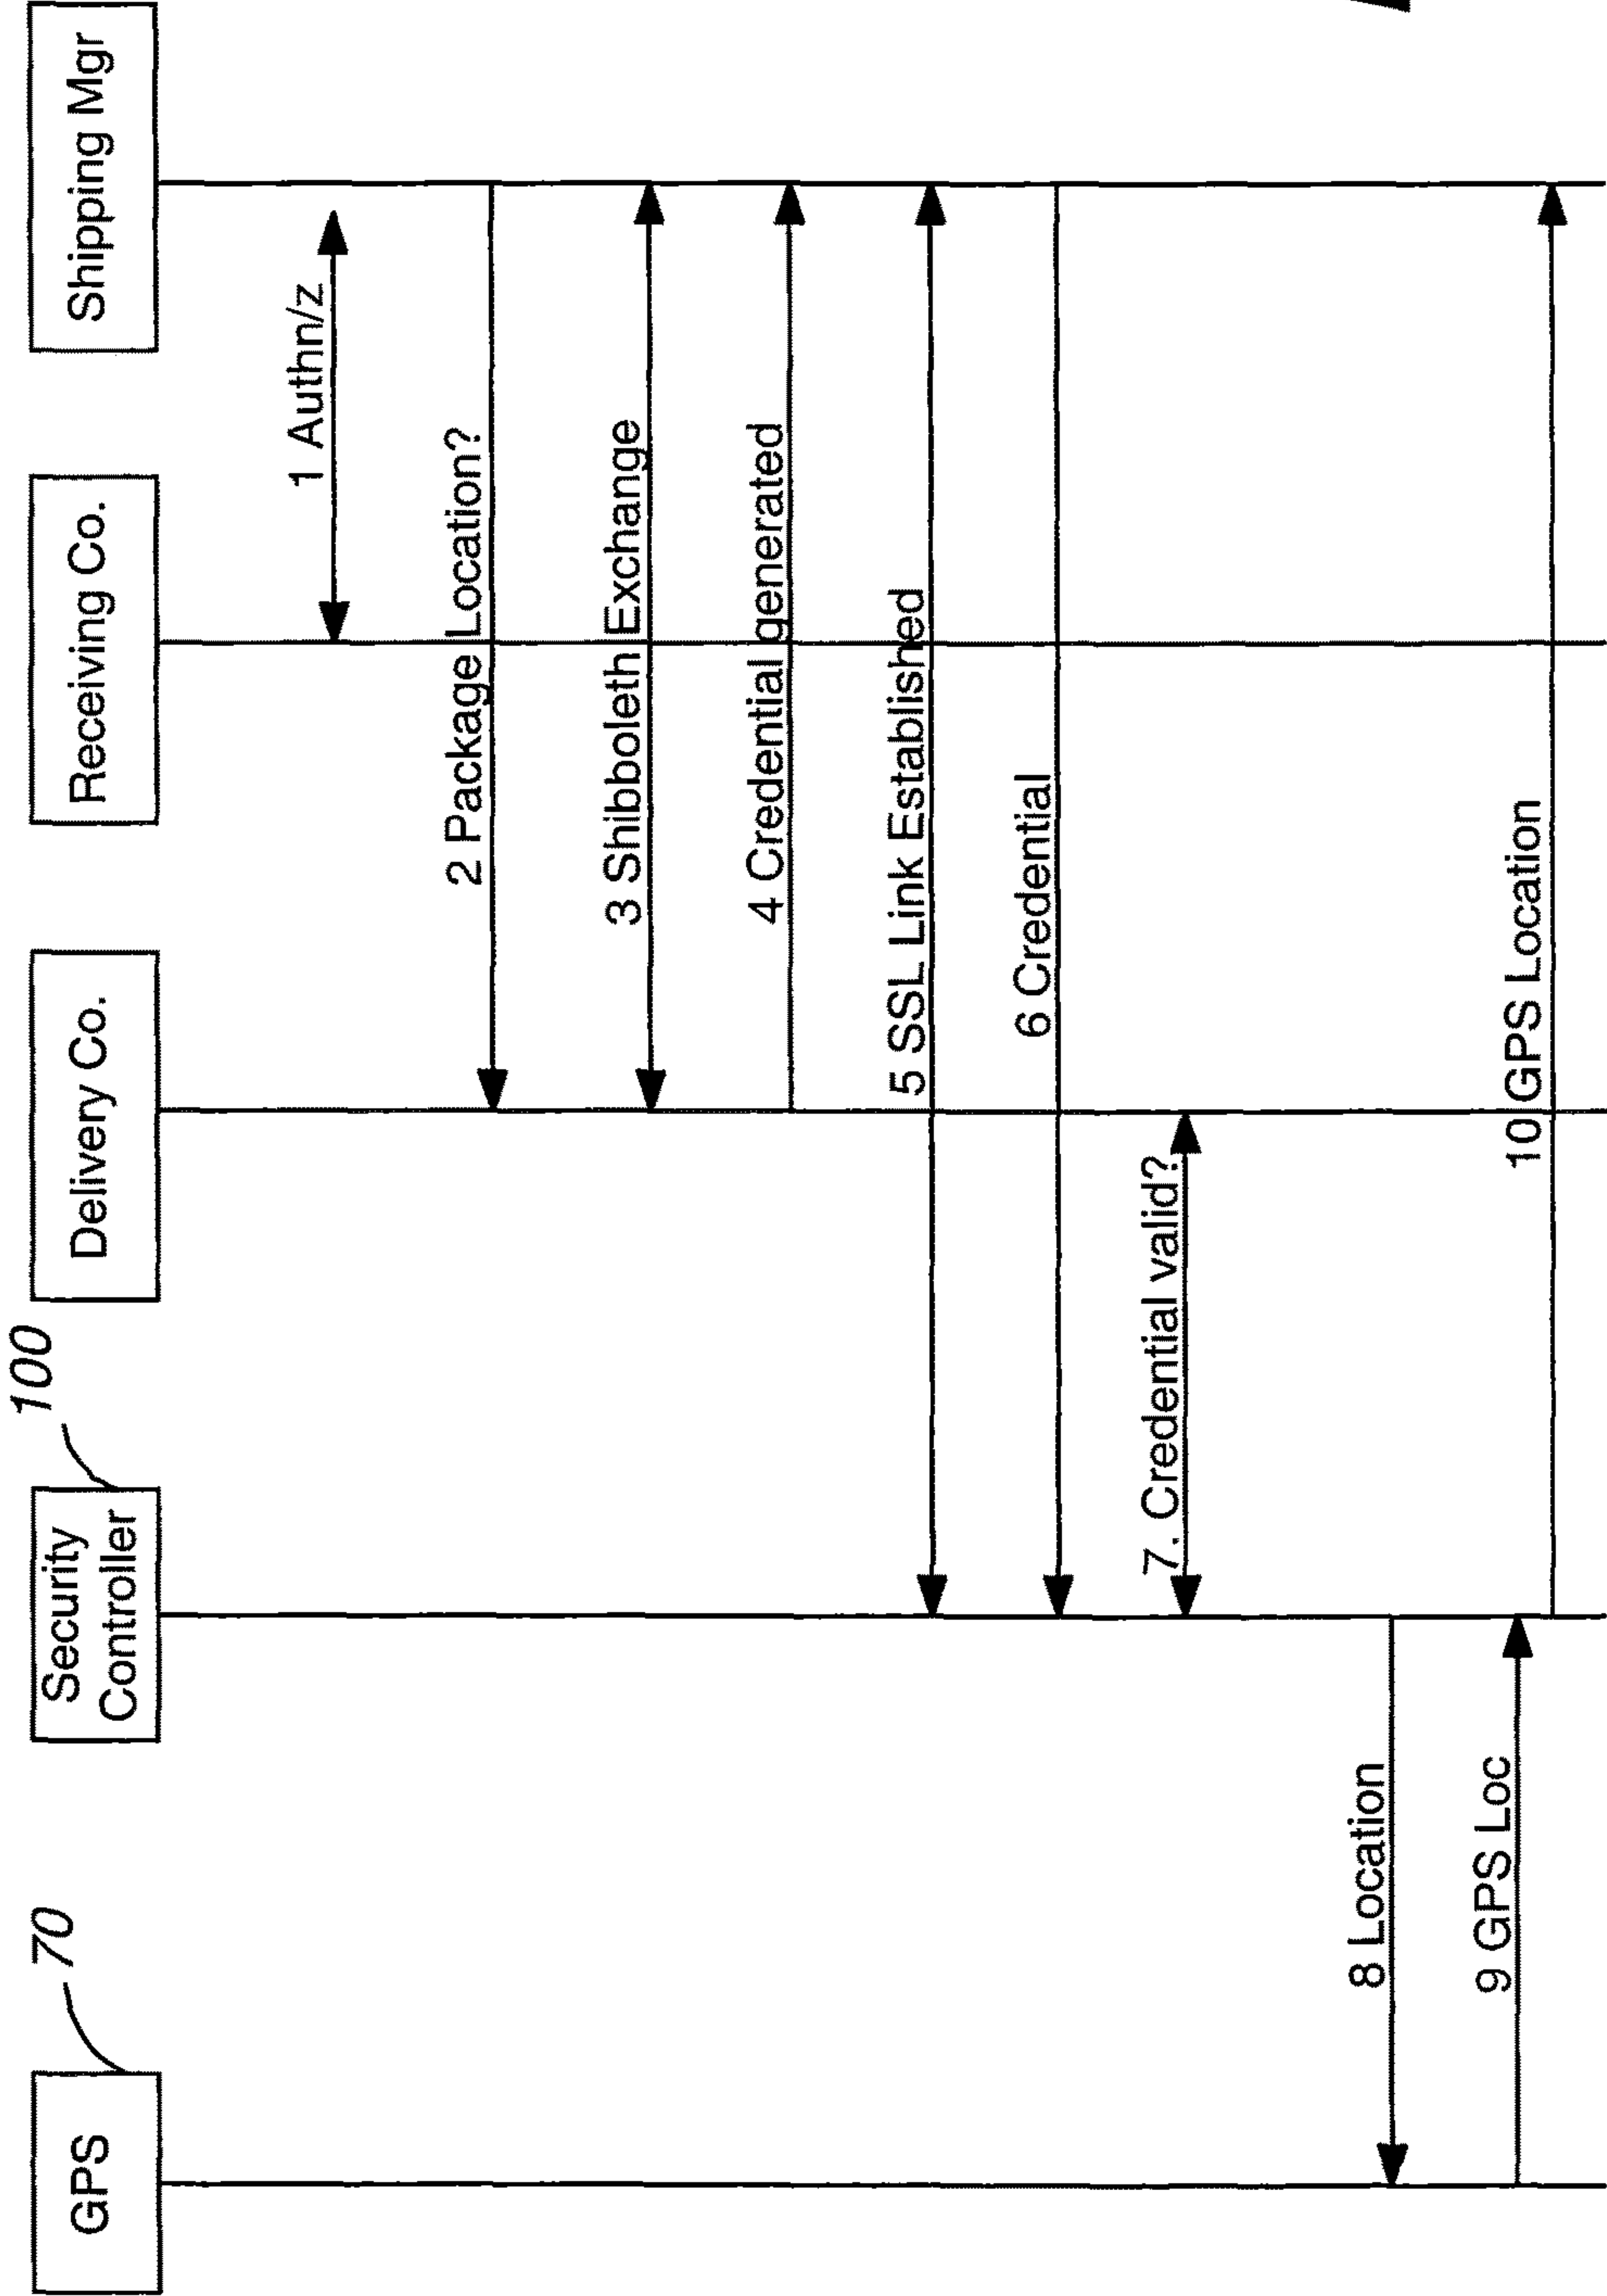 GPS
70
Security
Controller
100
Delivery Co.
Receiving Co.
Shipping Mgr
1 Authn/z
2 Package Location?
3 Shibboleth Exchange
4 Credential generated
5 SSL Link Established
6 Credential
7. Credential valid?
8 Location
9 GPS Loc
10 GPS Location